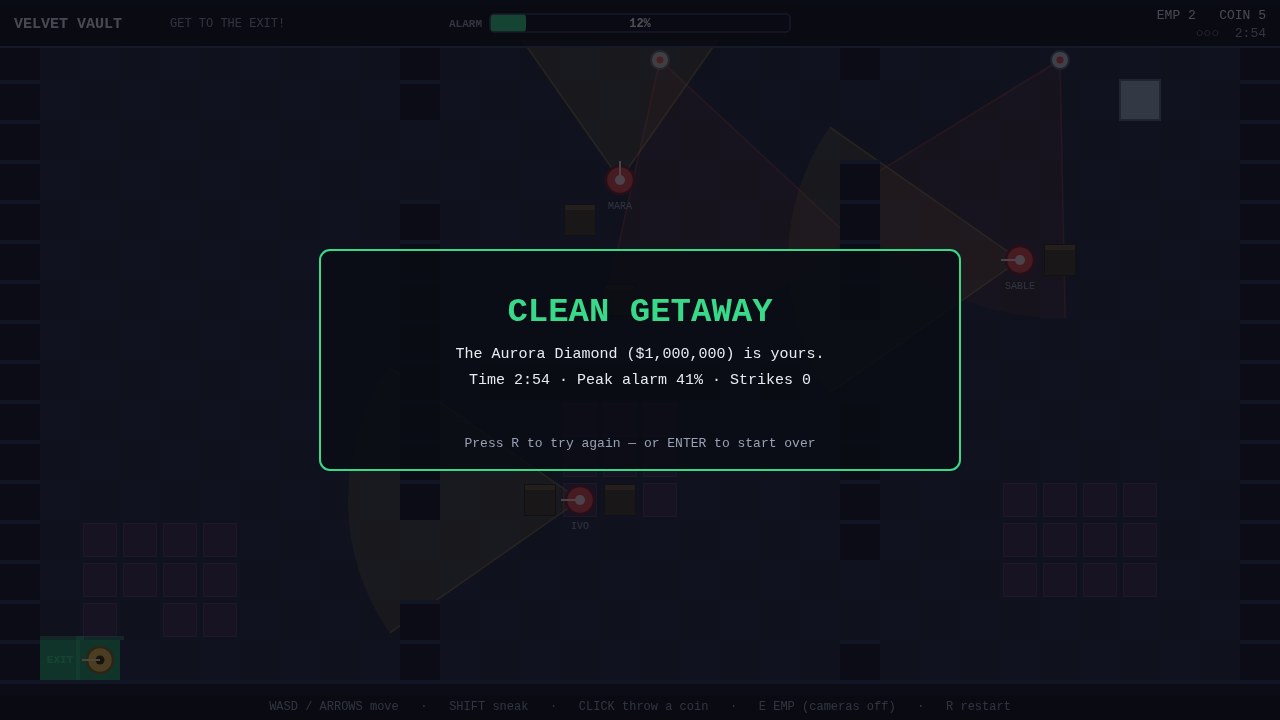 VELVET VAULT
GET TO THE EXIT!
ALARM 12%
EMP 2 COIN 5
○○○ 2:54
MARA
SABLE
CLEAN GETAWAY
The Aurora Diamond ($1,000,000) is yours.
Time 2:54 · Peak alarm 41% · Strikes 0
Press R to try again — or ENTER to start over
IVO
EXIT
WASD / ARROWS move · SHIFT sneak · CLICK throw a coin · E EMP (cameras off) · R restart